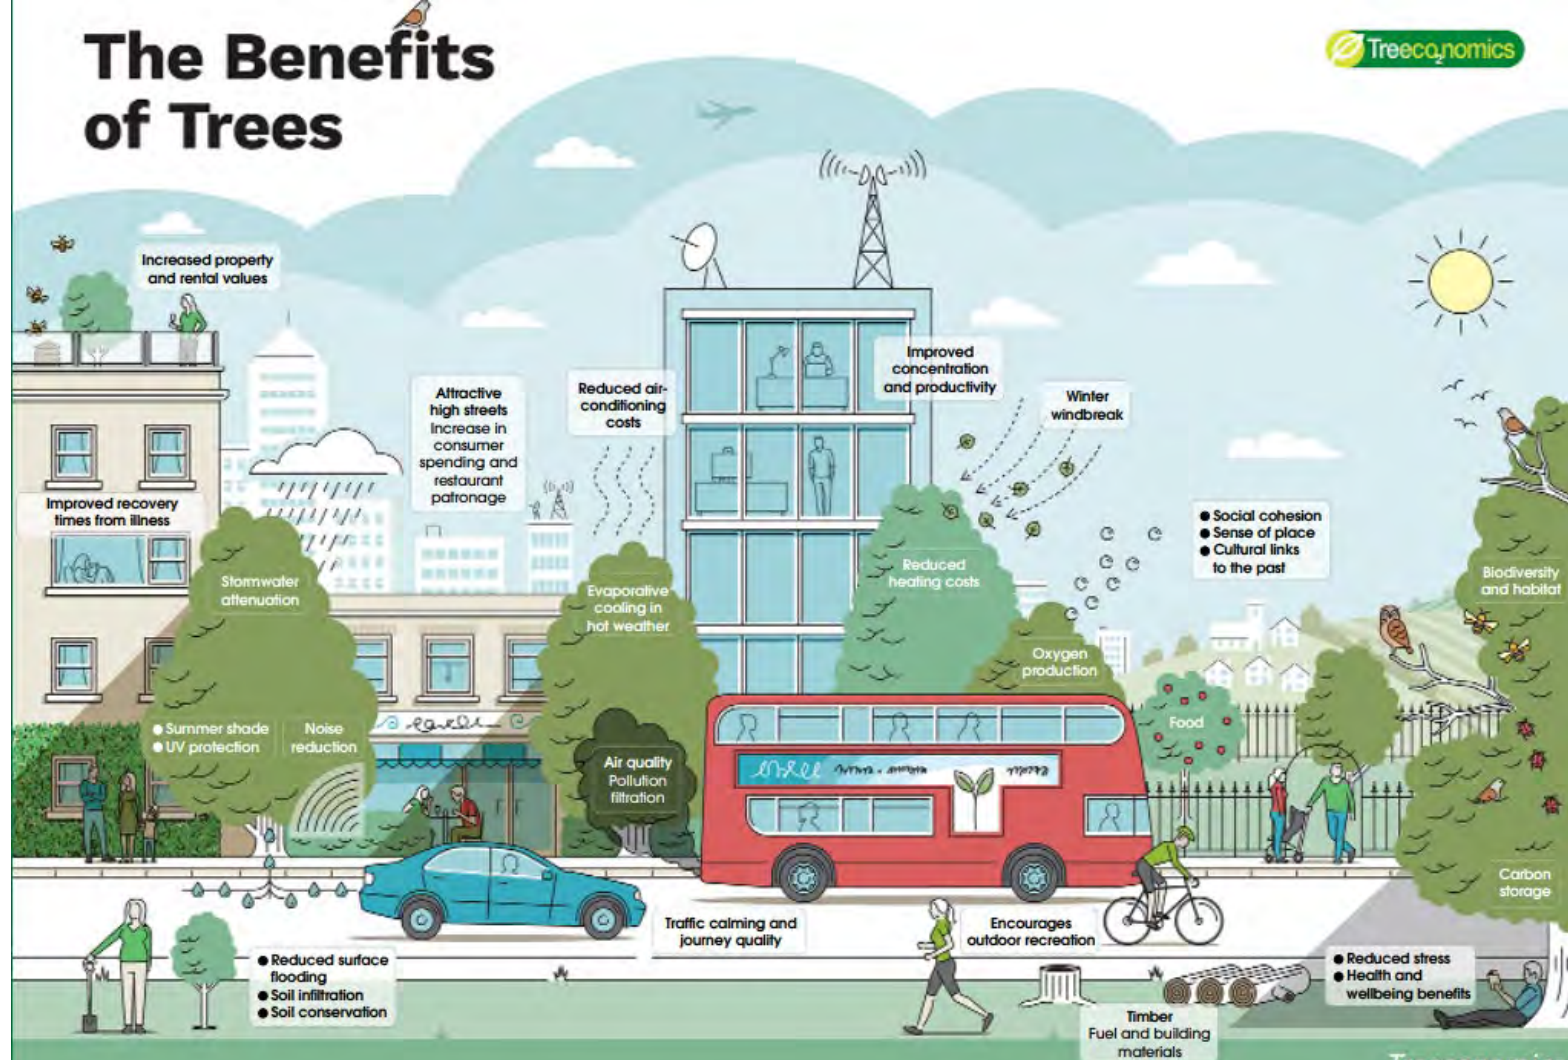 The Benefits
of Trees
Treeco2nomics
Increased property
and rental values
Improved
concentration
and productivity
Attractive
high streets
Increase in
consumer
spending and
restaurant
patronage
Reduced air-
conditioning
costs
Winter
windbreak
Improved recovery
times from illness
● Social cohesion
● Sense of place
● Cultural links
to the past
Stormwater
attenuation
Evaporative
cooling in
hot weather
Reduced
heating costs
Biodiversity
and habitat
Oxygen
production
● Summer shade
● UV protection
Noise
reduction
Food
Air quality
Pollution
filtration
Carbon
storage
Traffic calming and
journey quality
Encourages
outdoor recreation
● Reduced surface
flooding
● Soil infiltration
● Soil conservation
● Reduced stress
● Health and
wellbeing benefits
Timber
Fuel and building
materials